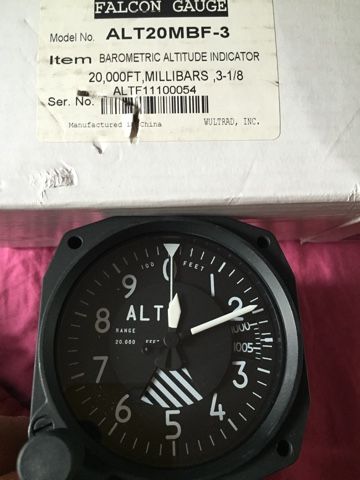 FALCON GAUGE
Model No. ALT20MBF-3
Item BAROMETRIC ALTITUDE INDICATOR
20,000FT,MILLIBARS ,3-1/8
Ser. No. ALTF11100054
Manufactured in China WULTRAD, INC.
100 FEET
0
1
2
3
4
5
6
7
8
9
ALT
RANGE
20.000 FEET
1000
1005